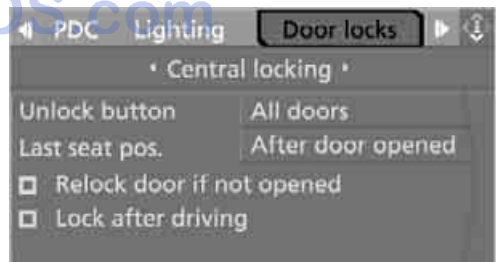 PDC Lighting Door locks
• Central locking •
Unlock button All doors
Last seat pos. After door opened
Relock door if not opened
Lock after driving